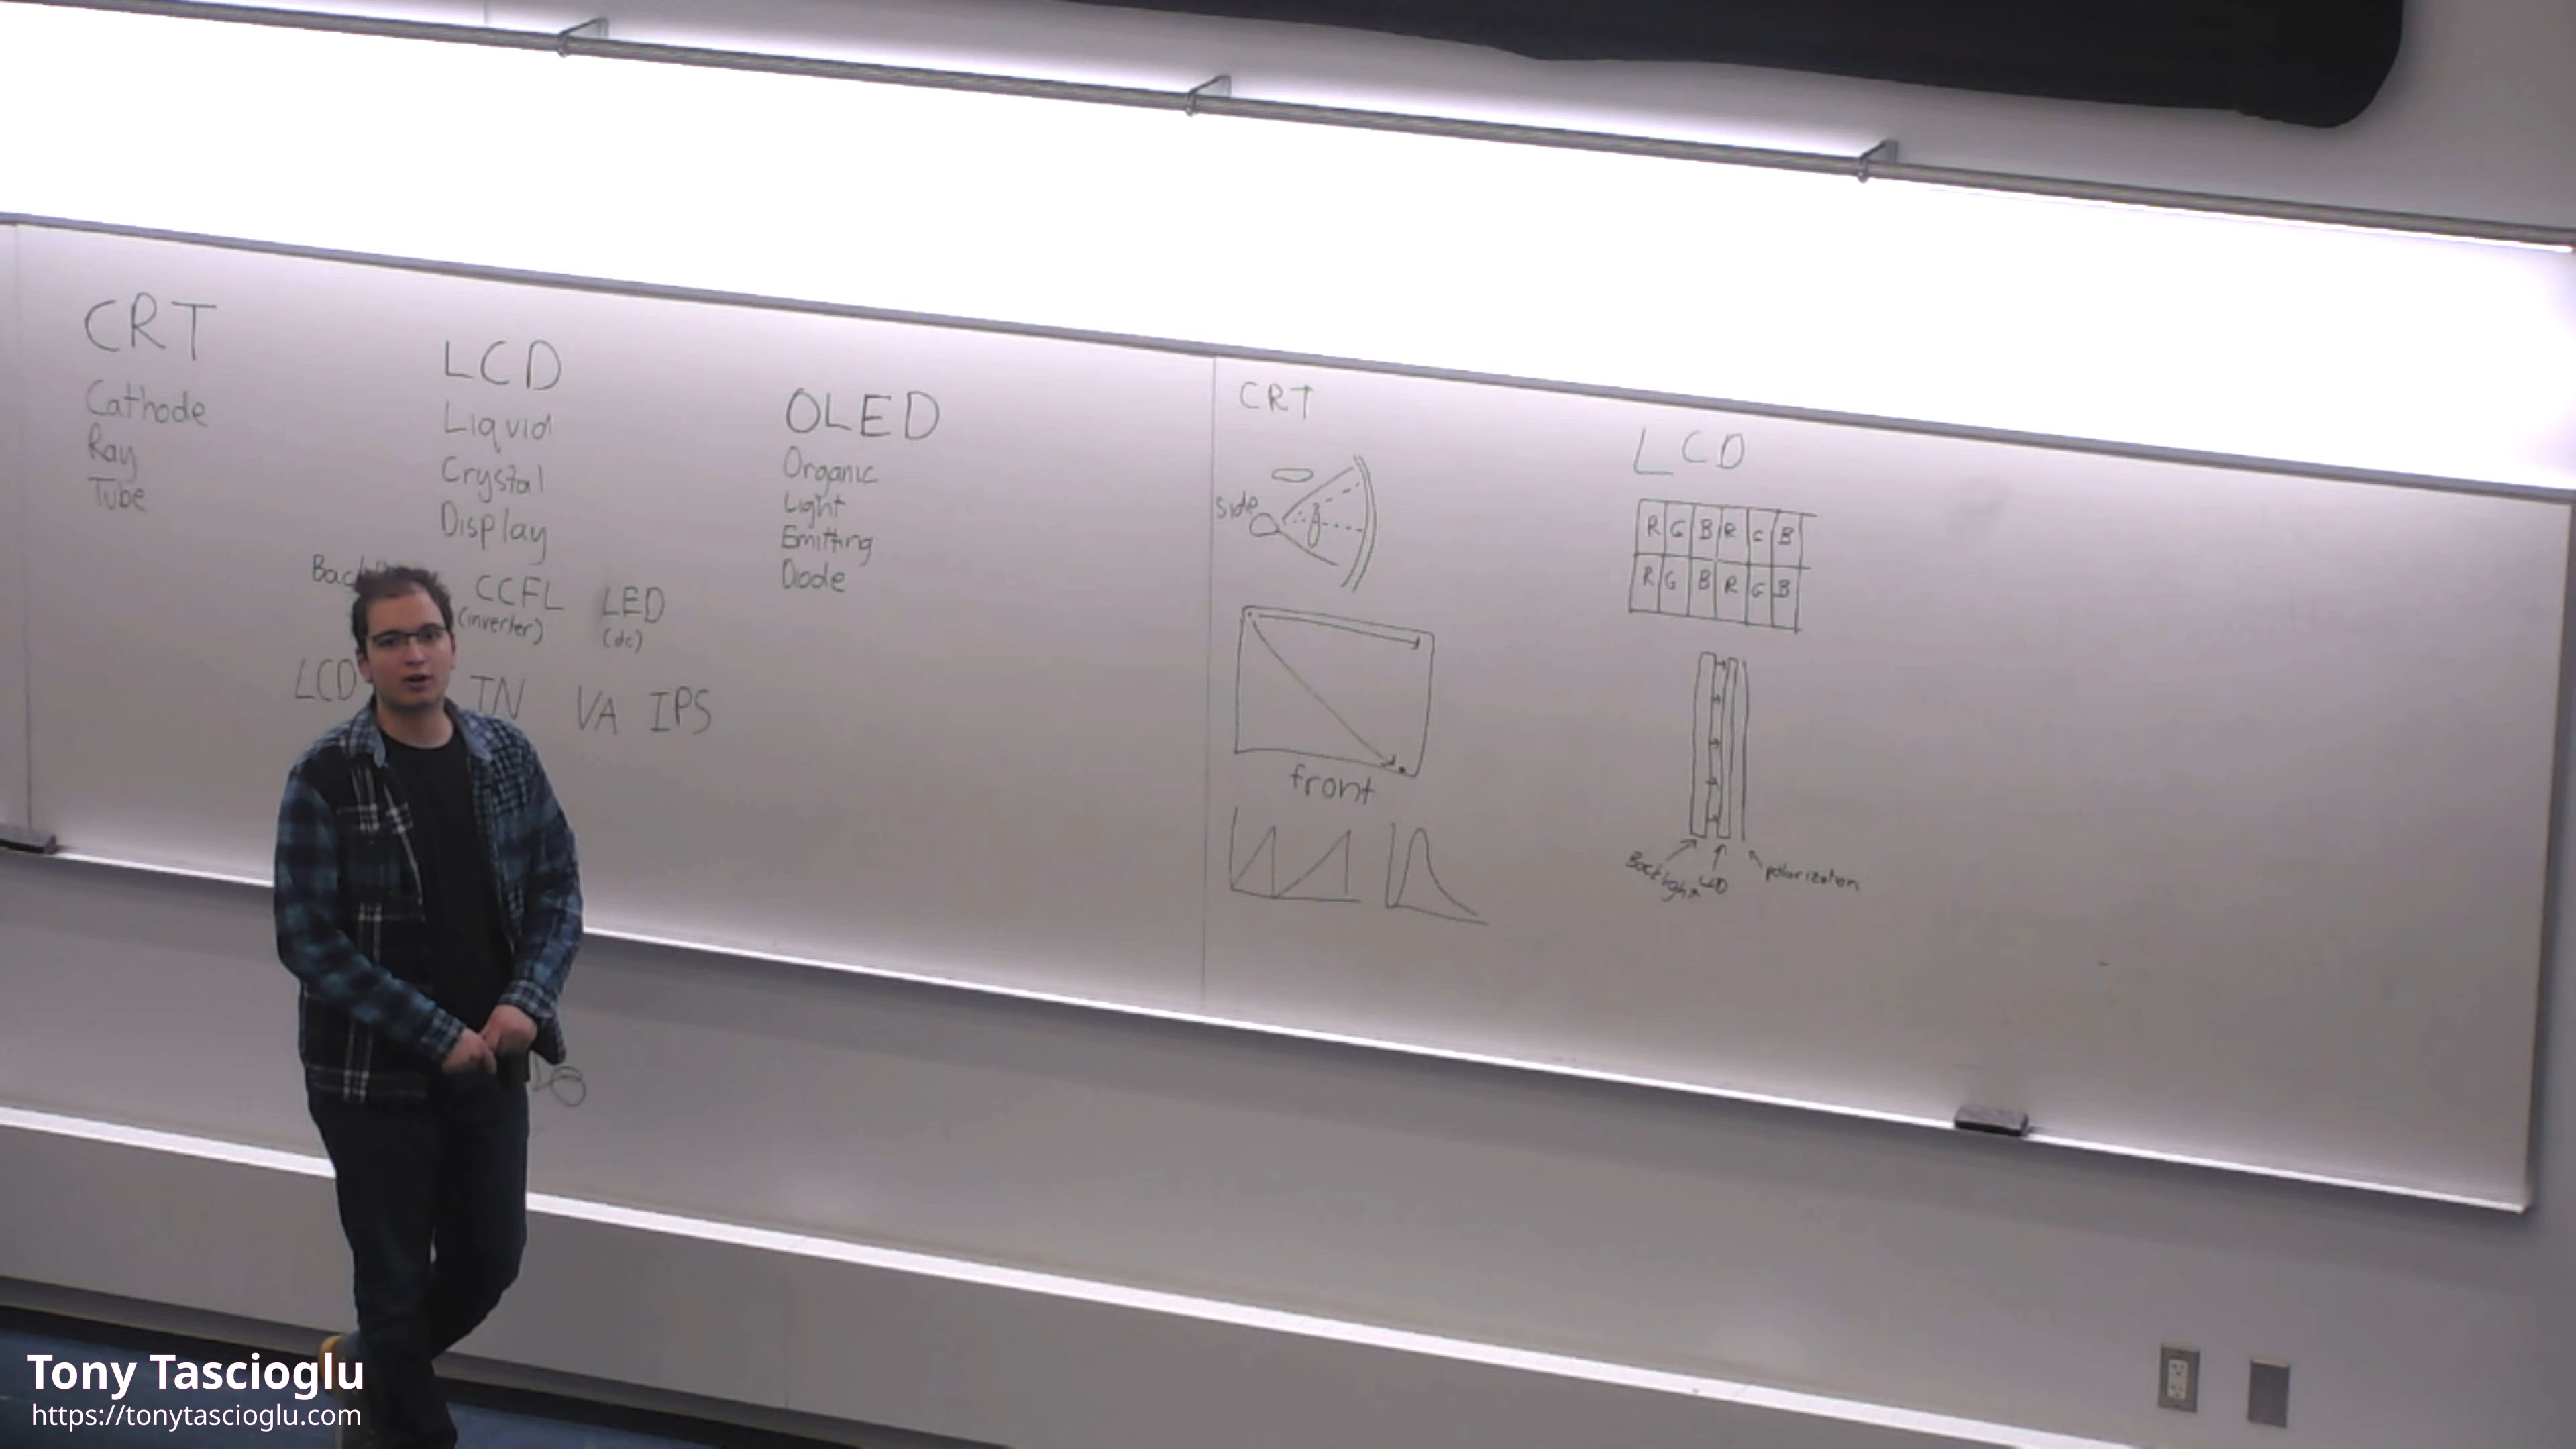 CRT
Cathode
Ray
Tube
LCD
Liquid
Crystal
Display
CCFL
(inverter)
LED
(dc)
LCD
TN
VA
IPS
OLED
Organic
Light
Emitting
Diode
CRT
side
front
LCD
R G B R G B
R G B R G B
Backlight
LCD
polarization
Tony Tascioglu
https://tonytascioglu.com